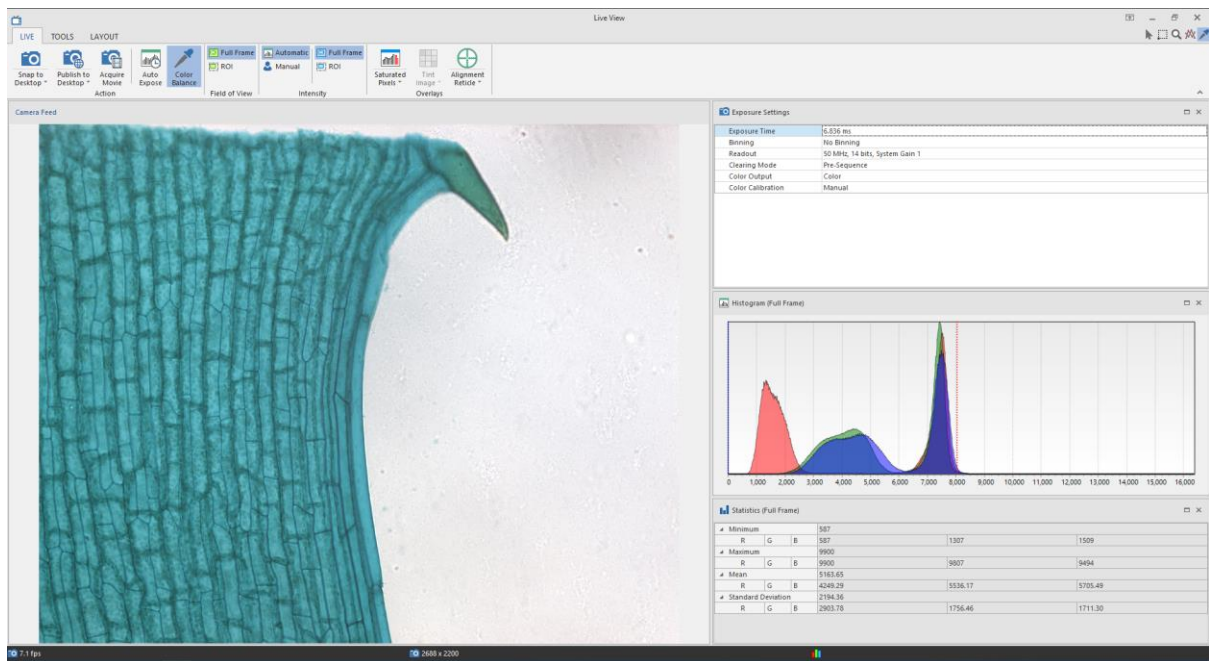 Live View
LIVE TOOLS LAYOUT
Snap to Desktop
Publish to Desktop
Acquire Movie
Action
Auto Expose
Color Balance
Full Frame
ROI
Field of View
Automatic
Manual
Full Frame
ROI
Intensity
Saturated Pixels
Tint Image
Alignment Reticle
Overlays
Camera Feed
Exposure Settings
Exposure Time 6.836 ms
Binning No Binning
Readout 50 MHz, 14 bits, System Gain 1
Clearing Mode Pre-Sequence
Color Output Color
Color Calibration Manual
Histogram (Full Frame)
0 1,000 2,000 3,000 4,000 5,000 6,000 7,000 8,000 9,000 10,000 11,000 12,000 13,000 14,000 15,000 16,000
Statistics (Full Frame)
Minimum 587
R G B 587 1307 1509
Maximum 9900
R G B 9900 9807 9494
Mean 5163.65
R G B 4249.29 5536.17 5705.49
Standard Deviation 2194.36
R G B 2903.78 1756.46 1711.30
7.1 fps 2688 x 2200